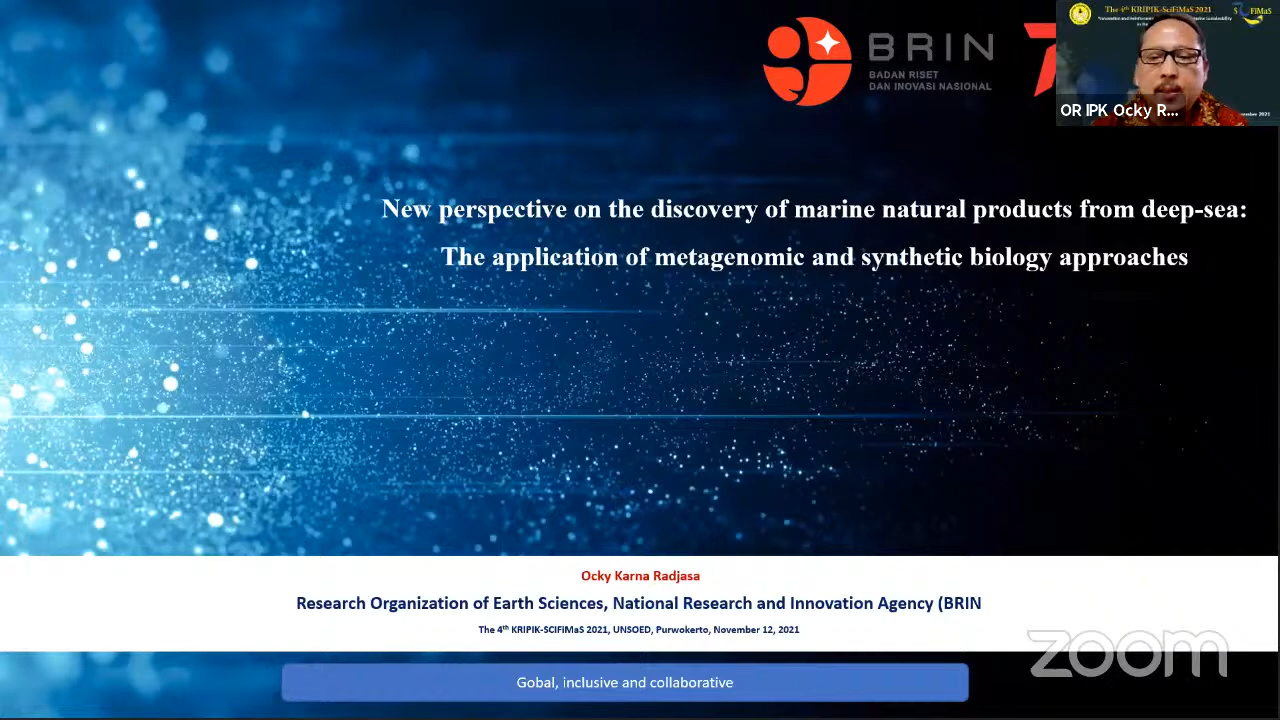 BRIN
BADAN RISET
DAN INOVASI NASIONAL
The 4th KRIPIK-SCiFiMaS 2021
OR IPK Ocky R...
New perspective on the discovery of marine natural products from deep-sea:
The application of metagenomic and synthetic biology approaches
Ocky Karna Radjasa
Research Organization of Earth Sciences, National Research and Innovation Agency (BRIN
The 4th KRIPIK-SCIFiMaS 2021, UNSOED, Purwokerto, November 12, 2021
zoom
Gobal, inclusive and collaborative